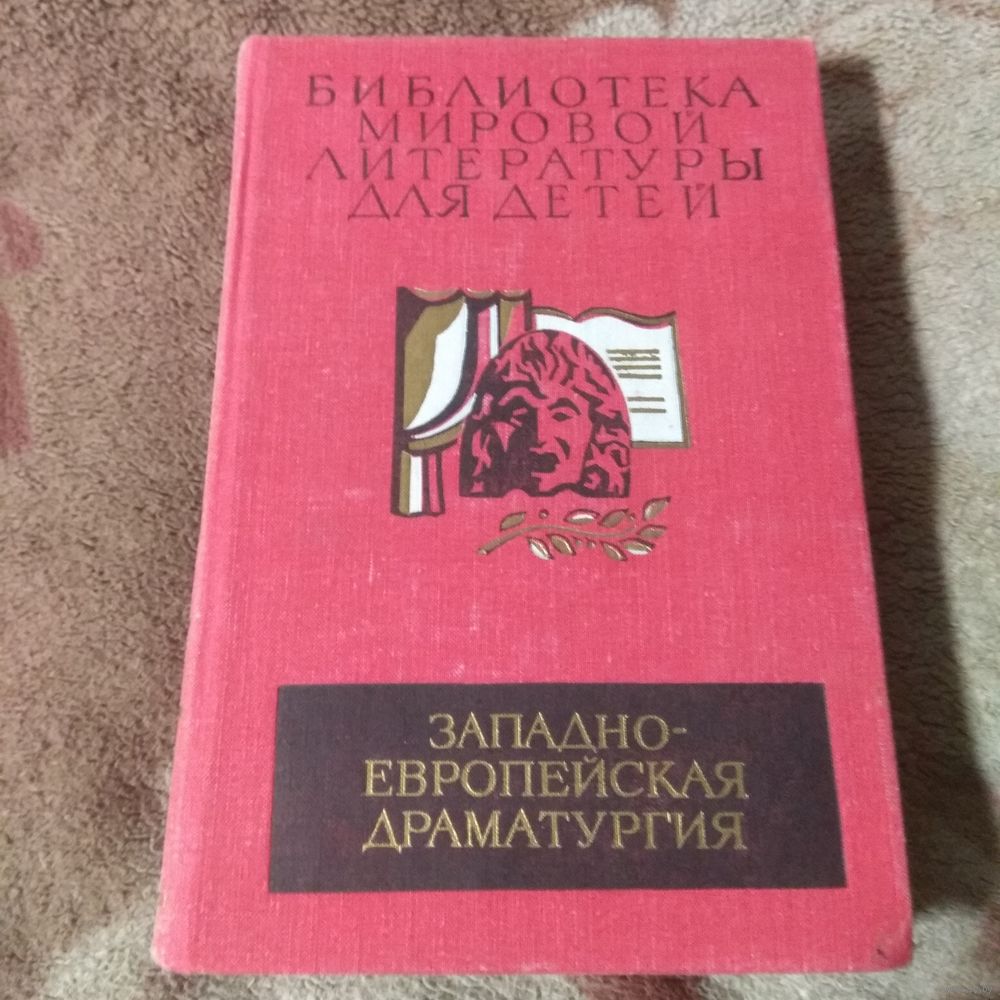 БИБЛИОТЕКА
МИРОВОЙ
ЛИТЕРАТУРЫ
ДЛЯ ДЕТЕЙ
ЗАПАДНО-
ЕВРОПЕЙСКАЯ
ДРАМАТУРГИЯ